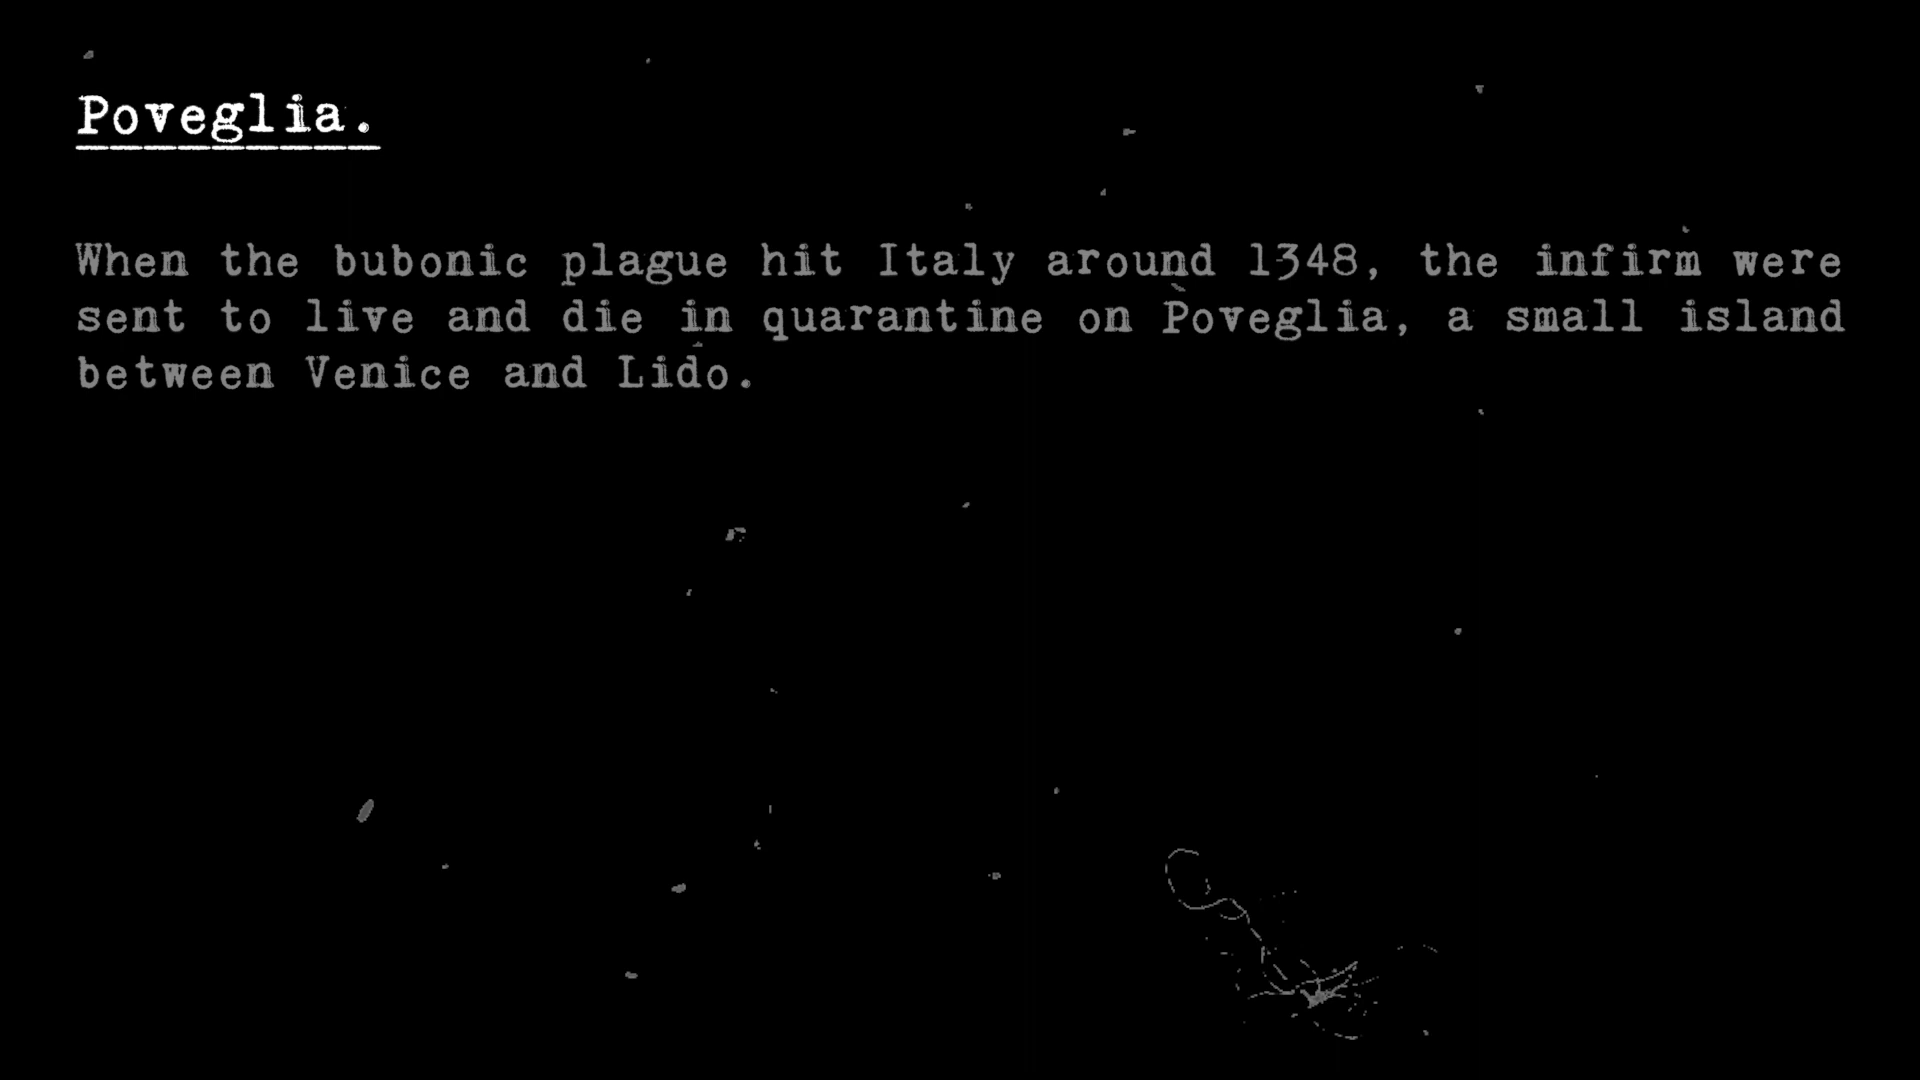 Poveglia.
When the bubonic plague hit Italy around 1348, the infirm were
sent to live and die in quarantine on Poveglia, a small island
between Venice and Lido.